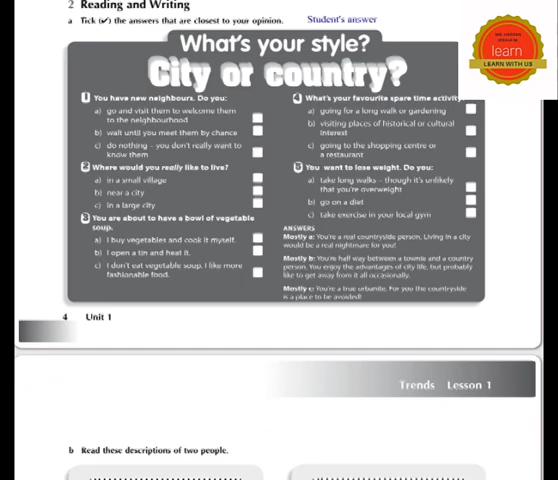 2 Reading and Writing
a Tick (✔) the answers that are closest to your opinion. Student's answer
What's your style?
City or country?
1 You have new neighbours. Do you:
a) go and visit them to welcome them
to the neighbourhood
b) wait until you meet them by chance
c) do nothing – you don't really want to
know them
2 Where would you really like to live?
a) in a small village
b) near a city
c) in a large city
3 You are about to have a bowl of vegetable
soup.
a) I buy vegetables and cook it myself.
b) I open a tin and heat it.
c) I don't eat vegetable soup. I like more
fashionable food.
4 What's your favourite spare time activity
a) going for a long walk or gardening
b) visiting places of historical or cultural
interest
c) going to the shopping centre or
a restaurant
5 You want to lose weight. Do you:
a) take long walks – though it's unlikely
that you're overweight
b) go on a diet
c) take exercise in your local gym
ANSWERS
Mostly a: You're a real countryside person. Living in a city
would be a real nightmare for you!
Mostly b: You're half way between a townie and a country
person. You enjoy the advantages of city life, but probably
like to get away from it all occasionally.
Mostly c: You're a true urbanite. For you the countryside
is a place to be avoided!
learn
LEARN WITH US
4 Unit 1
Trends Lesson 1
b Read these descriptions of two people.